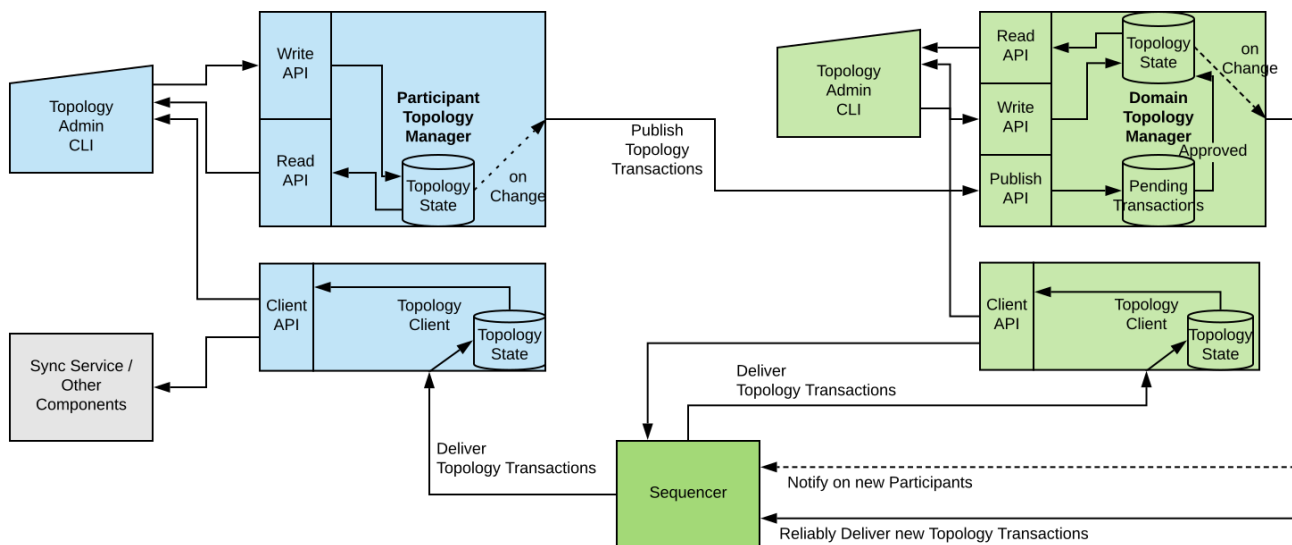 Topology
Admin
CLI
Write
API
Read
API
Participant
Topology
Manager
Topology
State
on
Change
Publish
Topology
Transactions
Topology
Admin
CLI
Read
API
Write
API
Publish
API
Topology
State
on
Change
Domain
Topology
Manager
Approved
Pending
Transactions
Client
API
Topology
Client
Topology
State
Sync Service /
Other
Components
Client
API
Topology
Client
Topology
State
Deliver
Topology Transactions
Deliver
Topology Transactions
Sequencer
Notify on new Participants
Reliably Deliver new Topology Transactions